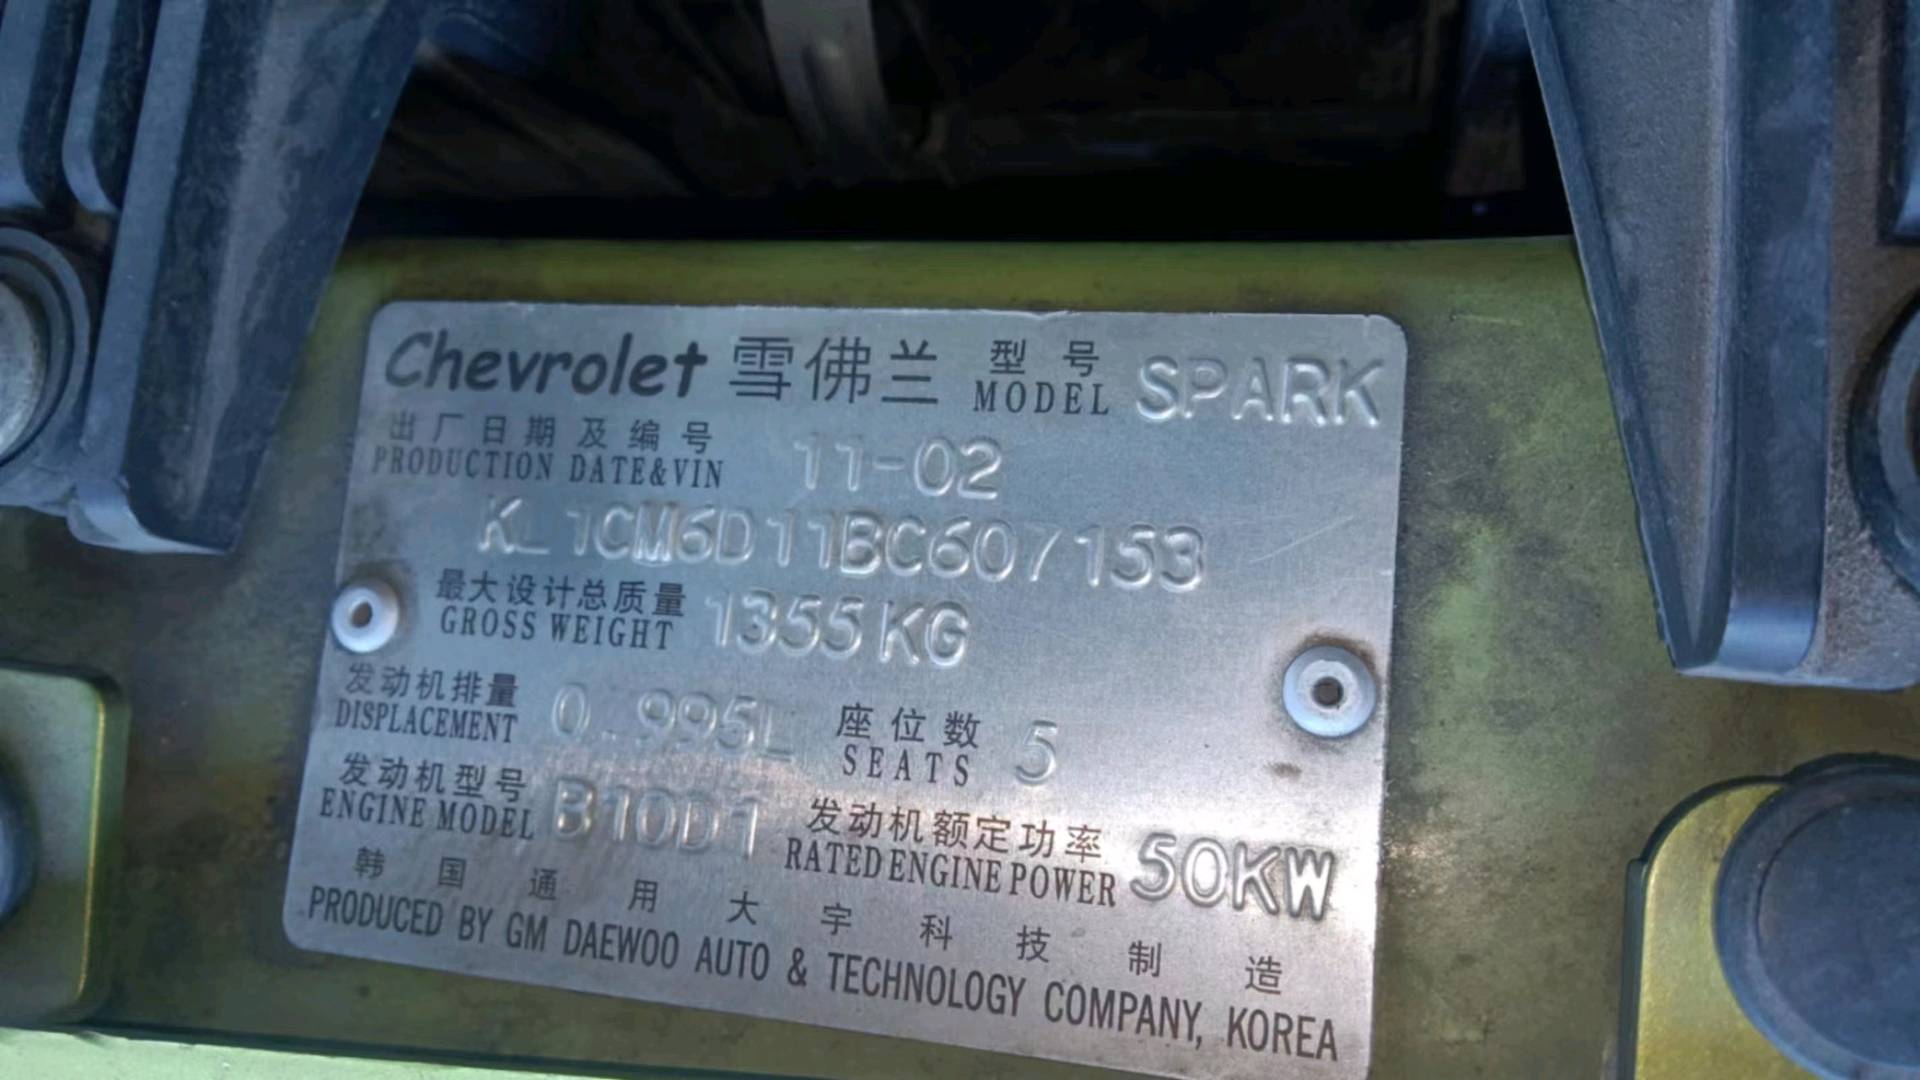 Chevrolet 雪佛兰 型号 MODEL SPARK
出厂日期及编号 PRODUCTION DATE&VIN 11-02
KL1CM6D11BC607153
最大设计总质量 GROSS WEIGHT 1355KG
发动机排量 DISPLACEMENT 0.995L 座位数 SEATS 5
发动机型号 ENGINE MODEL B10D1 发动机额定功率 RATED ENGINE POWER 50KW
韩国通用大宇科技制造
PRODUCED BY GM DAEWOO AUTO & TECHNOLOGY COMPANY, KOREA